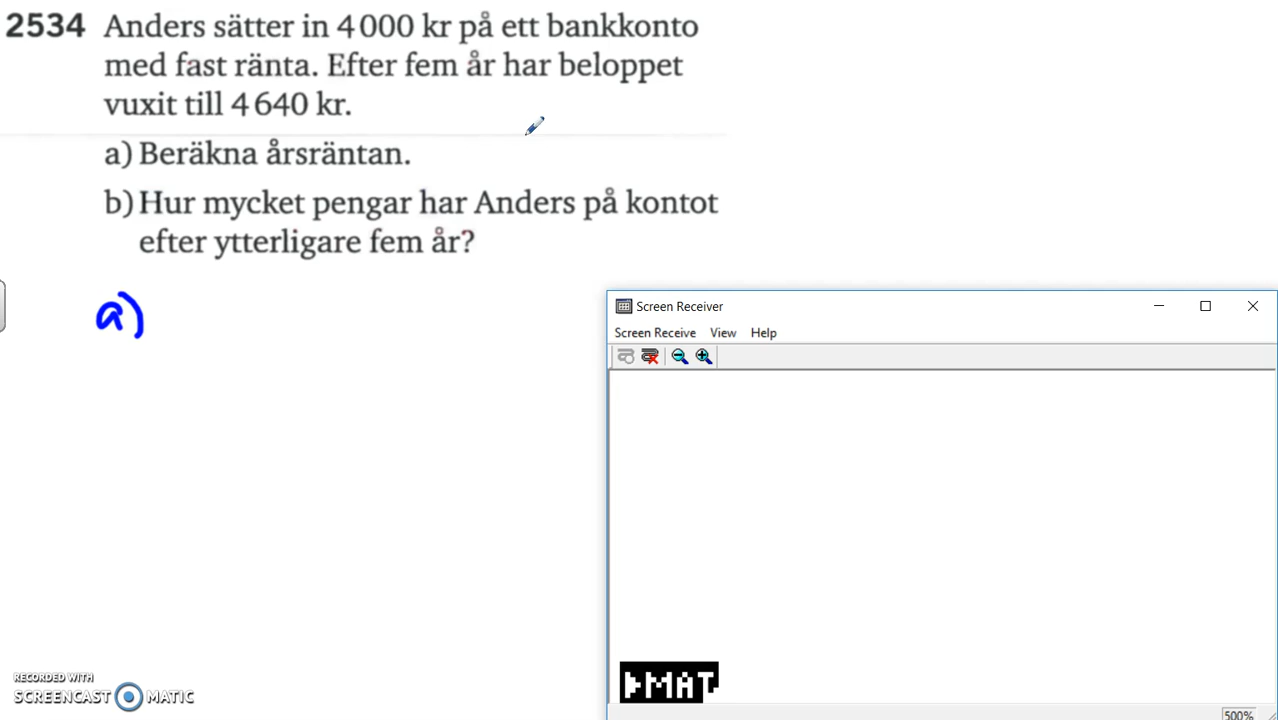 2534 Anders sätter in 4 000 kr på ett bankkonto
med fast ränta. Efter fem år har beloppet
vuxit till 4 640 kr.
a) Beräkna årsräntan.
b) Hur mycket pengar har Anders på kontot
efter ytterligare fem år?
a)
Screen Receiver
Screen Receive View Help
▶MAT
RECORDED WITH
SCREENCAST MATIC
500%